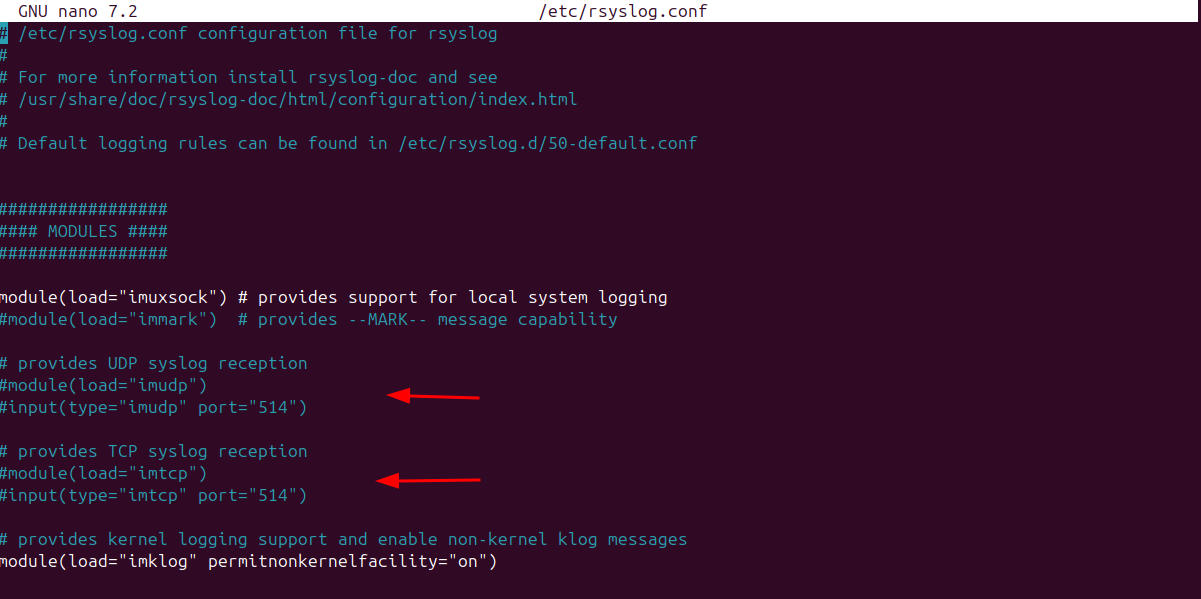 GNU nano 7.2 /etc/rsyslog.conf
# /etc/rsyslog.conf configuration file for rsyslog
#
# For more information install rsyslog-doc and see
# /usr/share/doc/rsyslog-doc/html/configuration/index.html
#
# Default logging rules can be found in /etc/rsyslog.d/50-default.conf
#################
#### MODULES ####
#################
module(load="imuxsock") # provides support for local system logging
#module(load="immark")  # provides --MARK-- message capability
# provides UDP syslog reception
#module(load="imudp")
#input(type="imudp" port="514")
# provides TCP syslog reception
#module(load="imtcp")
#input(type="imtcp" port="514")
# provides kernel logging support and enable non-kernel klog messages
module(load="imklog" permitnonkernelfacility="on")